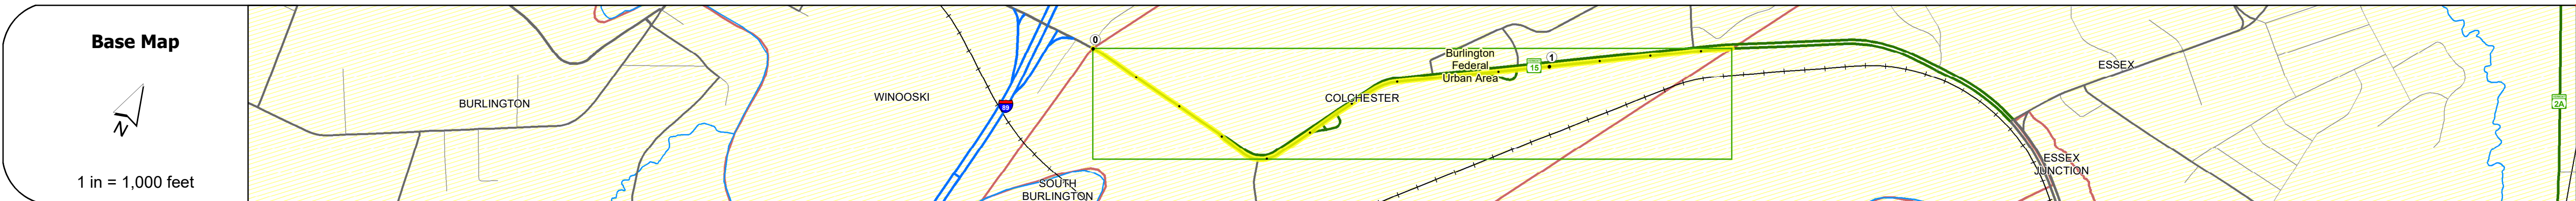 Base Map
N
1 in = 1,000 feet
BURLINGTON
WINOOSKI
89
SOUTH
BURLINGTON
0
COLCHESTER
Burlington
Federal
Urban Area
15
1
ESSEX
ESSEX
JUNCTION
2A